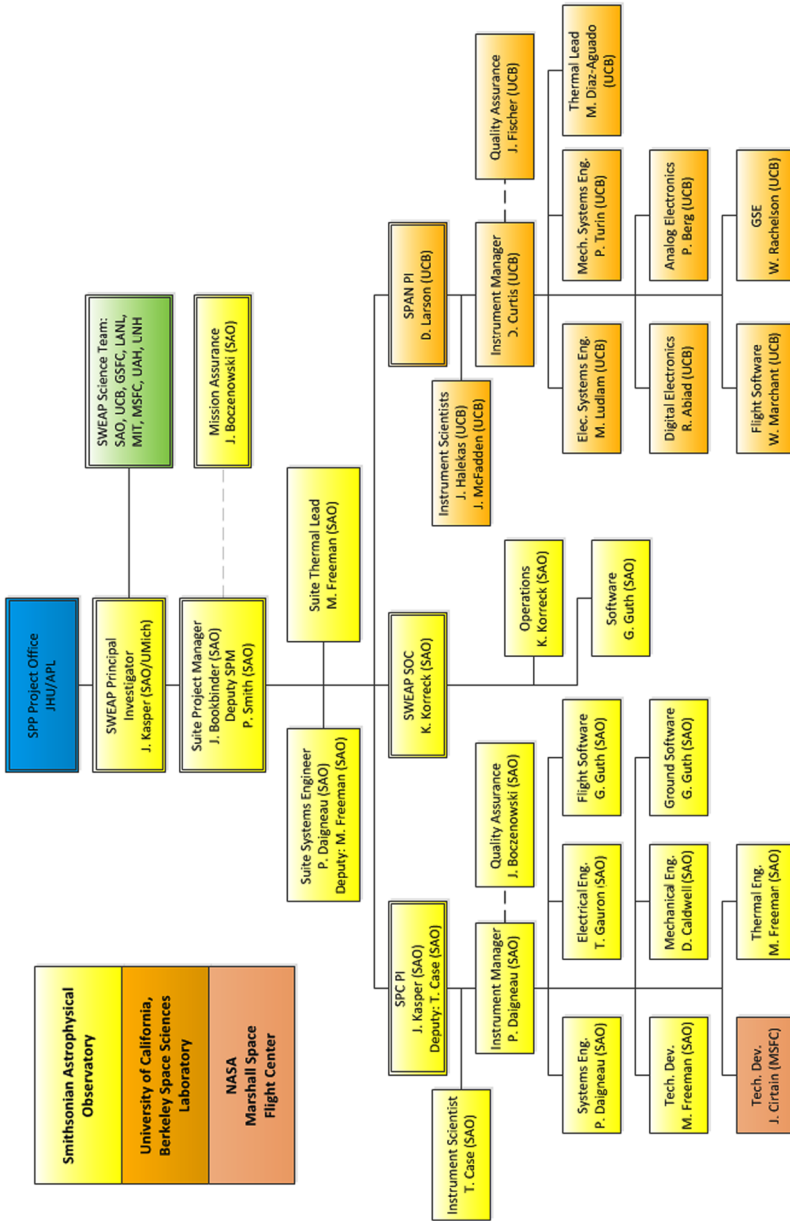 SPP Project Office
JHU/APL
SWEAP Principal
Investigator
J. Kasper (SAO/UMich)
SWEAP Science Team:
SAO, UCB, GSFC, LANL,
MIT, MSFC, UAH, UNH
Suite Project Manager
J. Bookbinder (SAO)
Deputy SPM
P. Smith (SAO)
Mission Assurance
J. Boczenowski (SAO)
Smithsonian Astrophysical
Observatory
University of California,
Berkeley Space Sciences
Laboratory
NASA
Marshall Space
Flight Center
Suite Systems Engineer
P. Daigneau (SAO)
Deputy: M. Freeman (SAO)
Suite Thermal Lead
M. Freeman (SAO)
SPC PI
J. Kasper (SAO)
Deputy: T. Case (SAO)
SWEAP SOC
K. Korreck (SAO)
SPAN PI
D. Larson (UCB)
Instrument Scientist
T. Case (SAO)
Instrument Manager
P. Daigneau (SAO)
Quality Assurance
J. Boczenowski (SAO)
Systems Eng.
P. Daigneau (SAO)
Electrical Eng.
T. Gauron (SAO)
Flight Software
G. Guth (SAO)
Tech. Dev.
M. Freeman (SAO)
Mechanical Eng.
D. Caldwell (SAO)
Ground Software
G. Guth (SAO)
Tech. Dev.
J. Cirtain (MSFC)
Thermal Eng.
M. Freeman (SAO)
Operations
K. Korreck (SAO)
Software
G. Guth (SAO)
Instrument Scientists
J. Halekas (UCB)
J. McFadden (UCB)
Instrument Manager
D. Curtis (UCB)
Quality Assurance
J. Fischer (UCB)
Elec. Systems Eng.
M. Ludlam (UCB)
Mech. Systems Eng.
P. Turin (UCB)
Thermal Lead
M. Diaz-Aguado
(UCB)
Digital Electronics
R. Abiad (UCB)
Analog Electronics
P. Berg (UCB)
Flight Software
W. Marchant (UCB)
GSE
W. Rachelson (UCB)